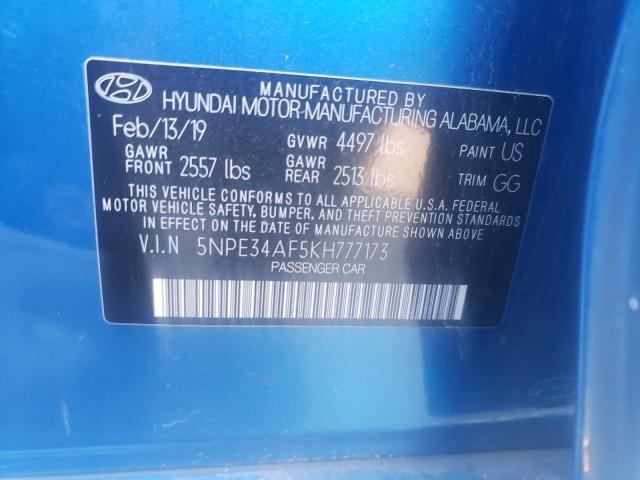 MANUFACTURED BY
HYUNDAI MOTOR MANUFACTURING ALABAMA, LLC
Feb/13/19 GVWR 4497 lbs PAINT US
GAWR FRONT 2557 lbs GAWR REAR 2513 lbs TRIM GG
THIS VEHICLE CONFORMS TO ALL APPLICABLE U.S.A. FEDERAL
MOTOR VEHICLE SAFETY, BUMPER, AND THEFT PREVENTION STANDARDS
IN EFFECT ON THE DATE OF MANUFACTURE SHOWN ABOVE.
V.I.N 5NPE34AF5KH777173
PASSENGER CAR